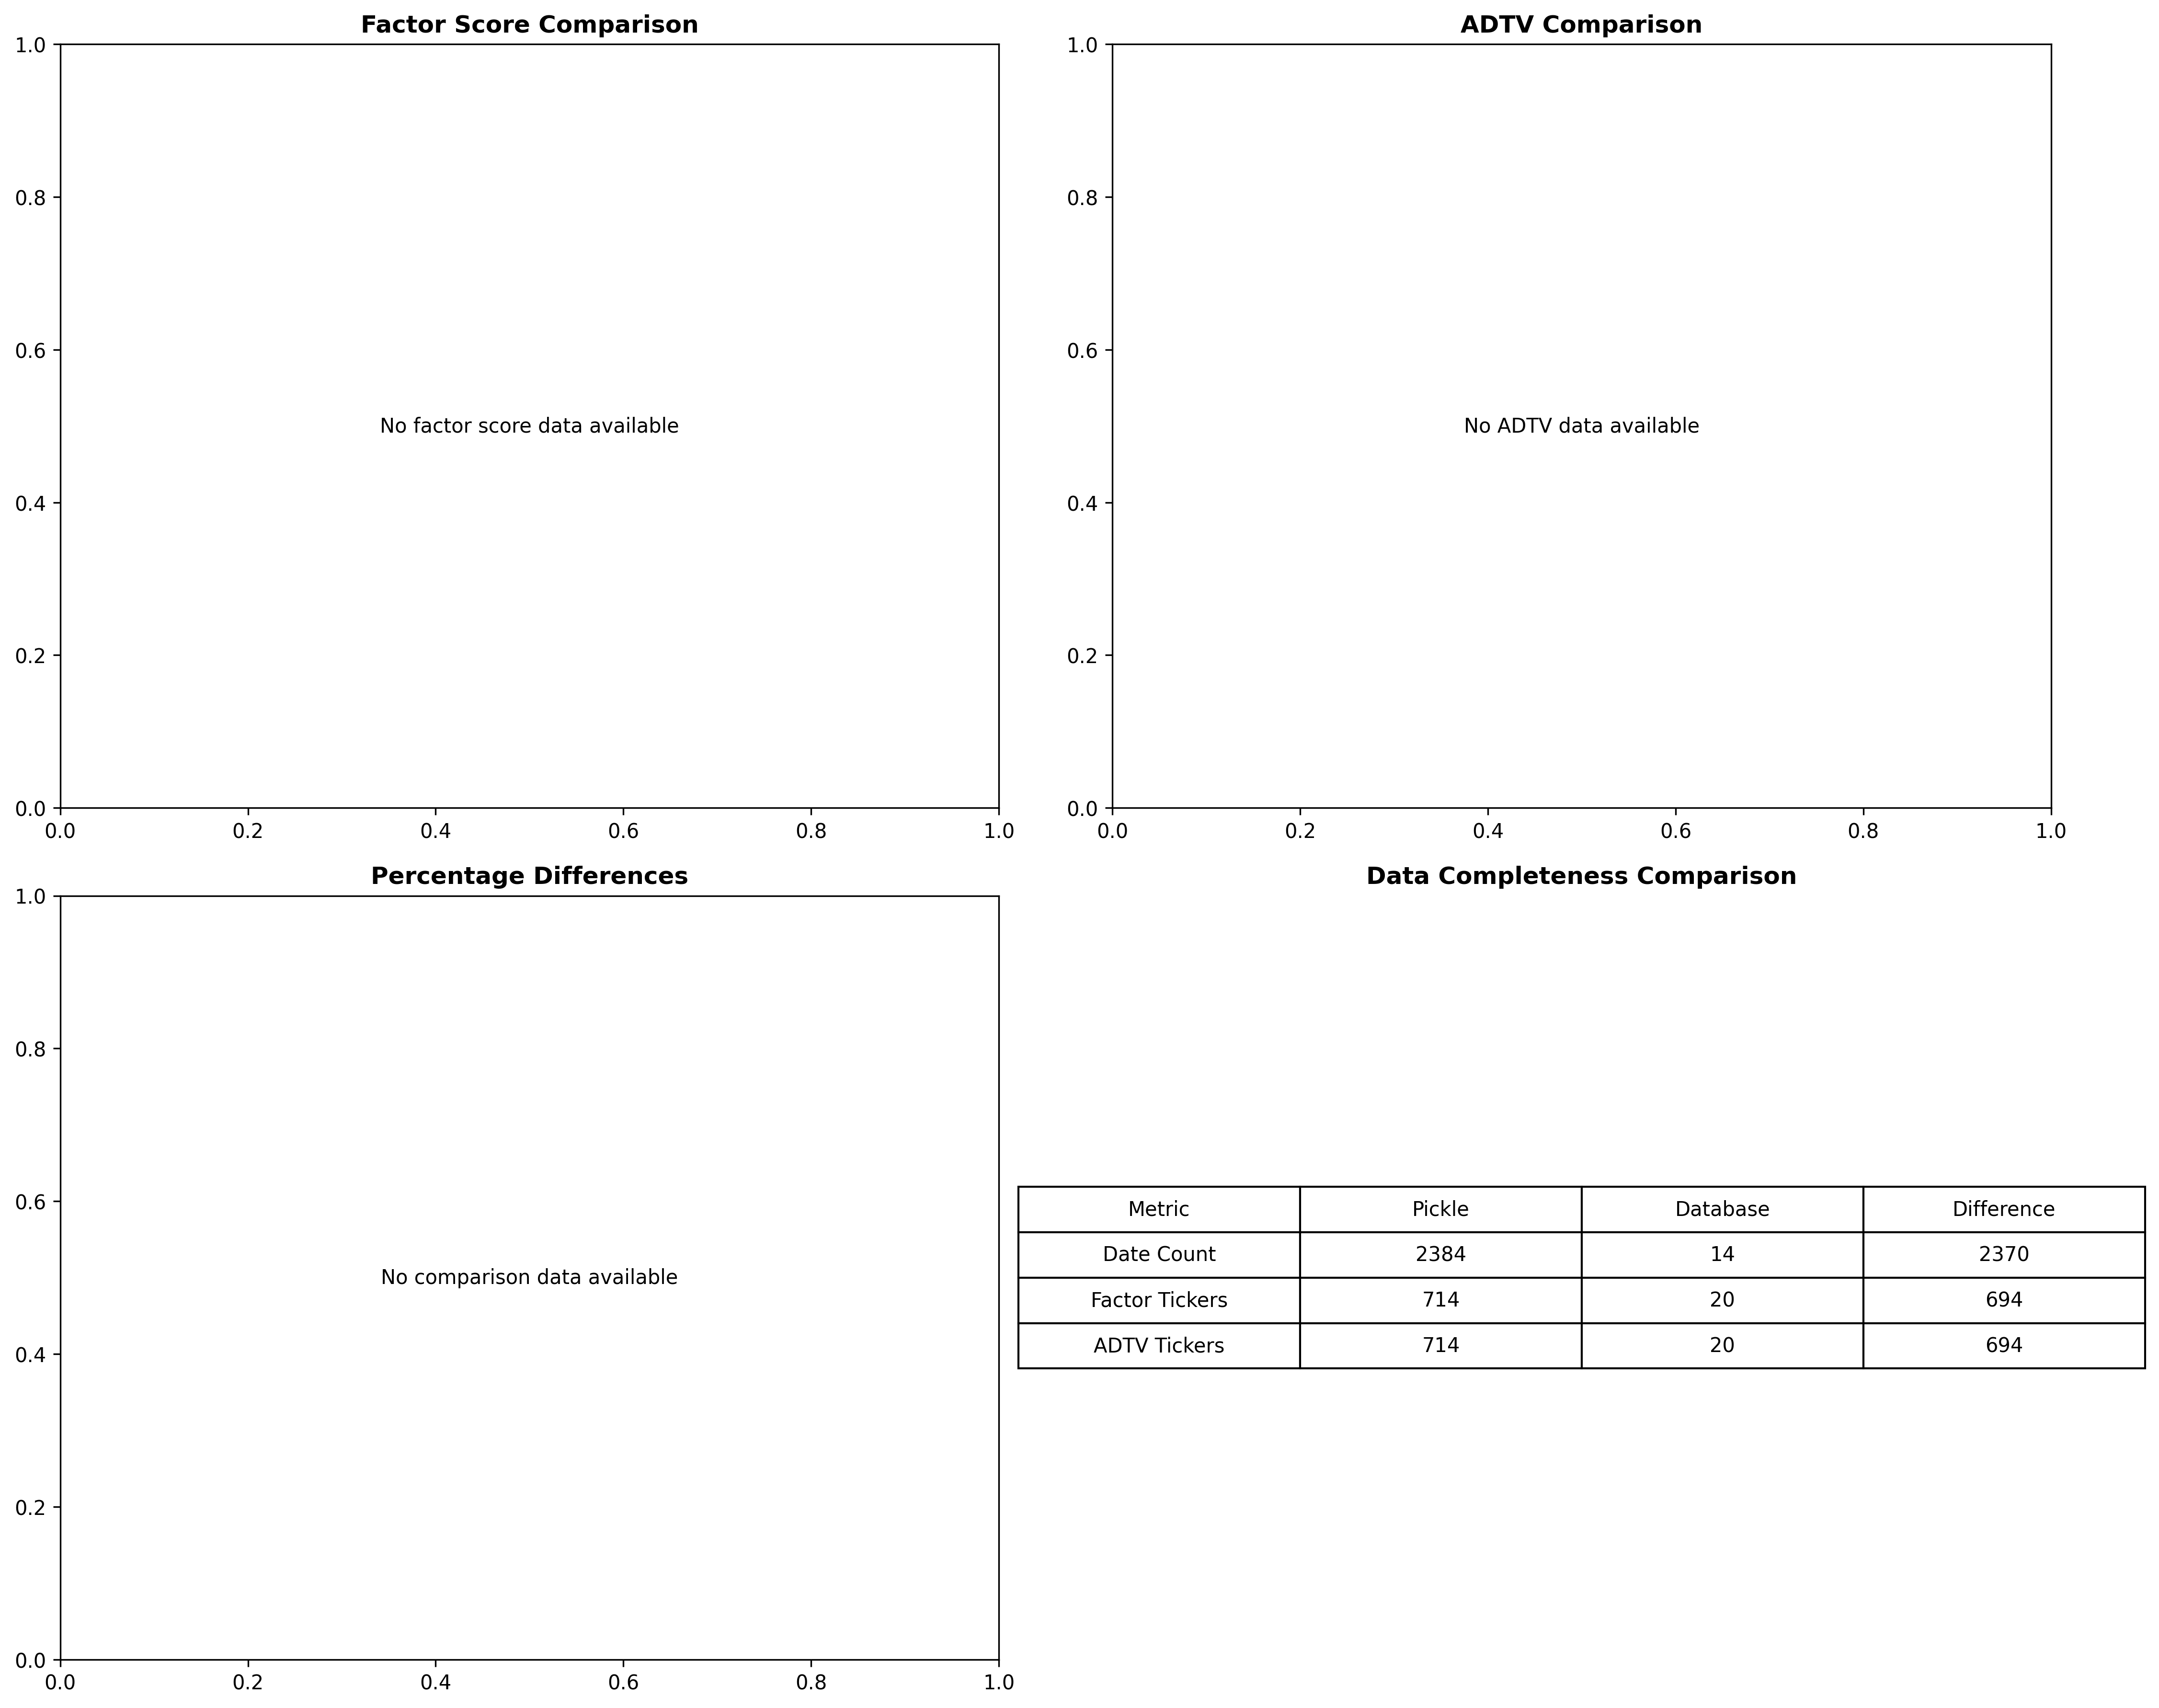 Factor Score Comparison
1.0
0.8
0.6
0.4
0.2
0.0
No factor score data available
0.0 0.2 0.4 0.6 0.8 1.0
ADTV Comparison
1.0
0.8
0.6
0.4
0.2
0.0
No ADTV data available
0.0 0.2 0.4 0.6 0.8 1.0
Percentage Differences
1.0
0.8
0.6
0.4
0.2
0.0
No comparison data available
0.0 0.2 0.4 0.6 0.8 1.0
Data Completeness Comparison
Metric Pickle Database Difference
Date Count 2384 14 2370
Factor Tickers 714 20 694
ADTV Tickers 714 20 694